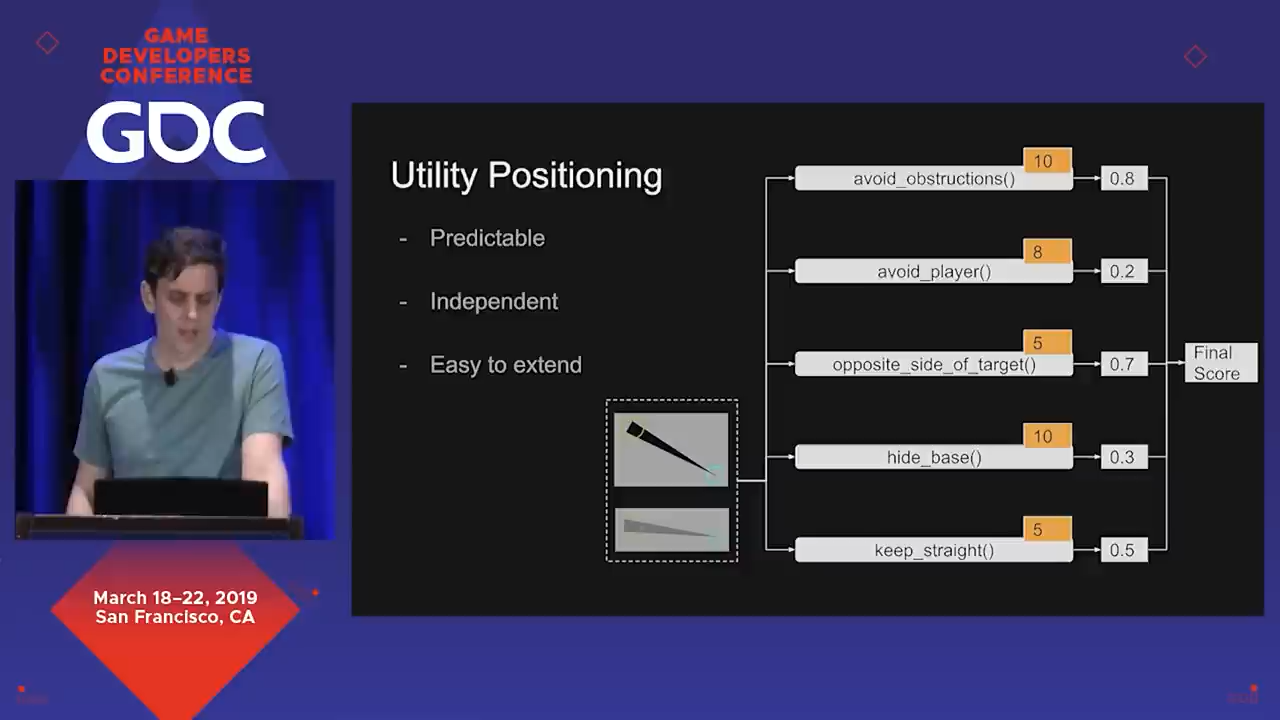 GAME
DEVELOPERS
CONFERENCE
GDC
March 18–22, 2019
San Francisco, CA
Utility Positioning
- Predictable
- Independent
- Easy to extend
10
avoid_obstructions()
0.8
8
avoid_player()
0.2
5
opposite_side_of_target()
0.7
10
hide_base()
0.3
5
keep_straight()
0.5
Final
Score